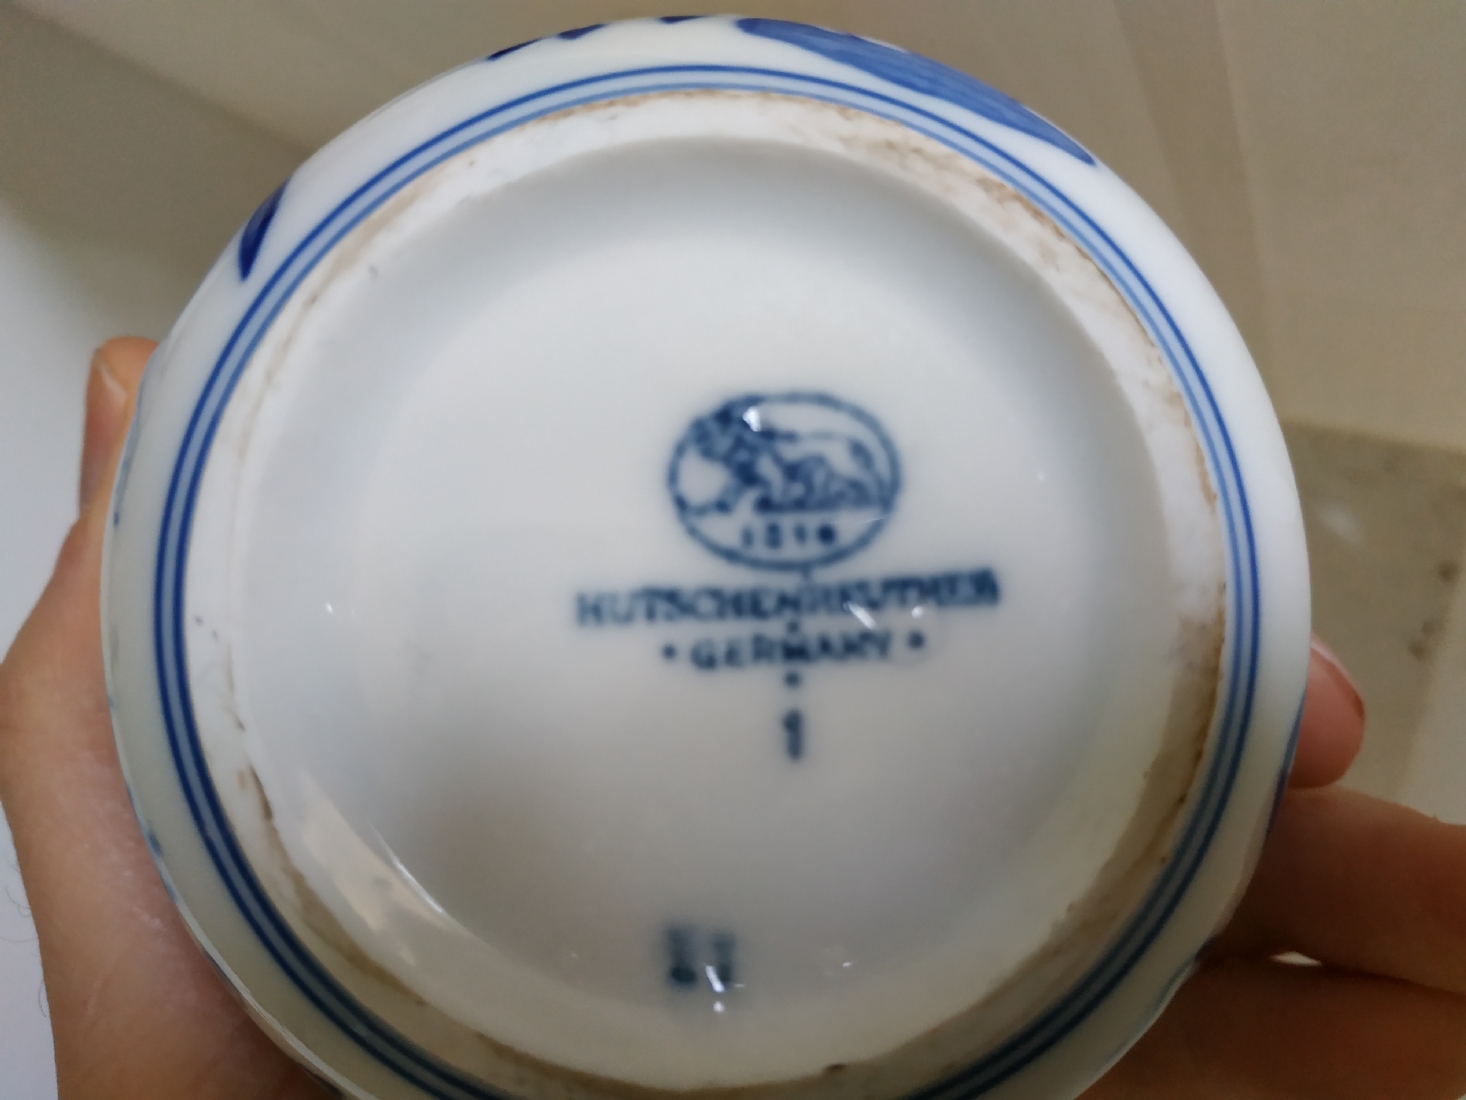 1814
HUTSCHENREUTHER
• GERMANY •
1